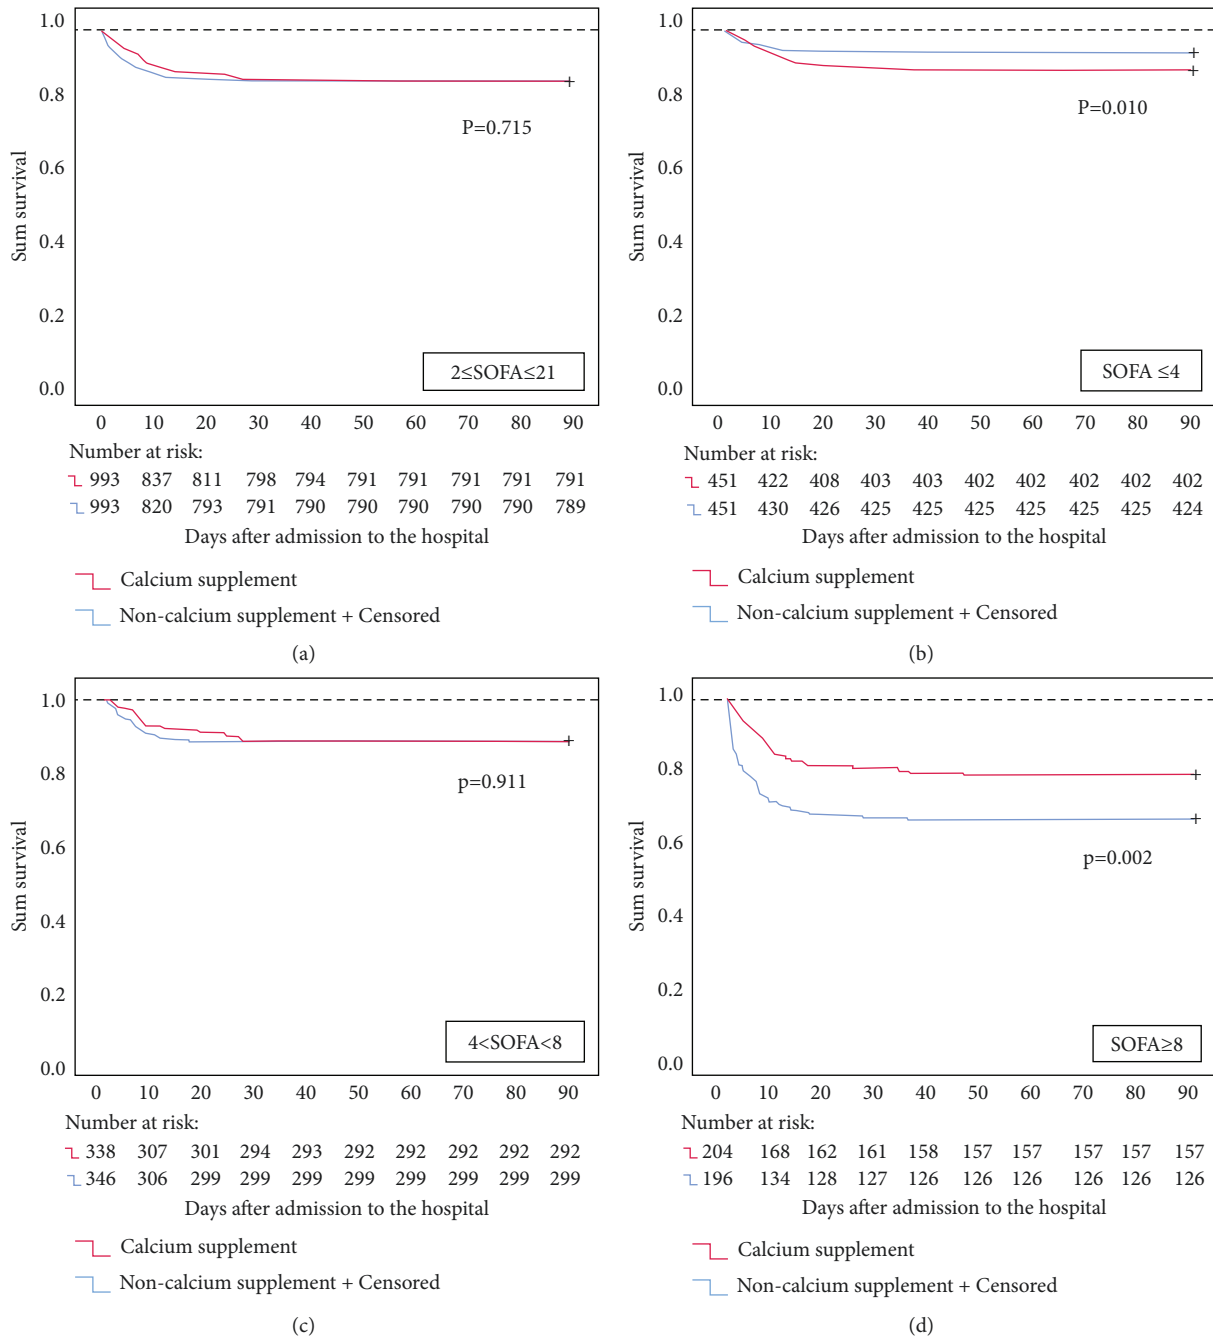 1.0
0.8
0.6
0.4
0.2
0.0
Sum survival
P=0.715
2≤SOFA≤21
0 10 20 30 40 50 60 70 80 90
Number at risk:
993 837 811 798 794 791 791 791 791 791
993 820 793 791 790 790 790 790 790 789
Days after admission to the hospital
Calcium supplement
Non-calcium supplement + Censored
(a)
1.0
0.8
0.6
0.4
0.2
0.0
Sum survival
P=0.010
SOFA ≤4
0 10 20 30 40 50 60 70 80 90
Number at risk:
451 422 408 403 403 402 402 402 402 402
451 430 426 425 425 425 425 425 425 424
Days after admission to the hospital
Calcium supplement
Non-calcium supplement + Censored
(b)
1.0
0.8
0.6
0.4
0.2
0.0
Sum survival
p=0.911
4<SOFA<8
0 10 20 30 40 50 60 70 80 90
Number at risk:
338 307 301 294 293 292 292 292 292 292
346 306 299 299 299 299 299 299 299 299
Days after admission to the hospital
Calcium supplement
Non-calcium supplement + Censored
(c)
1.0
0.8
0.6
0.4
0.2
0.0
Sum survival
p=0.002
SOFA≥8
0 10 20 30 40 50 60 70 80 90
Number at risk:
204 168 162 161 158 157 157 157 157 157
196 134 128 127 126 126 126 126 126 126
Days after admission to the hospital
Calcium supplement
Non-calcium supplement + Censored
(d)